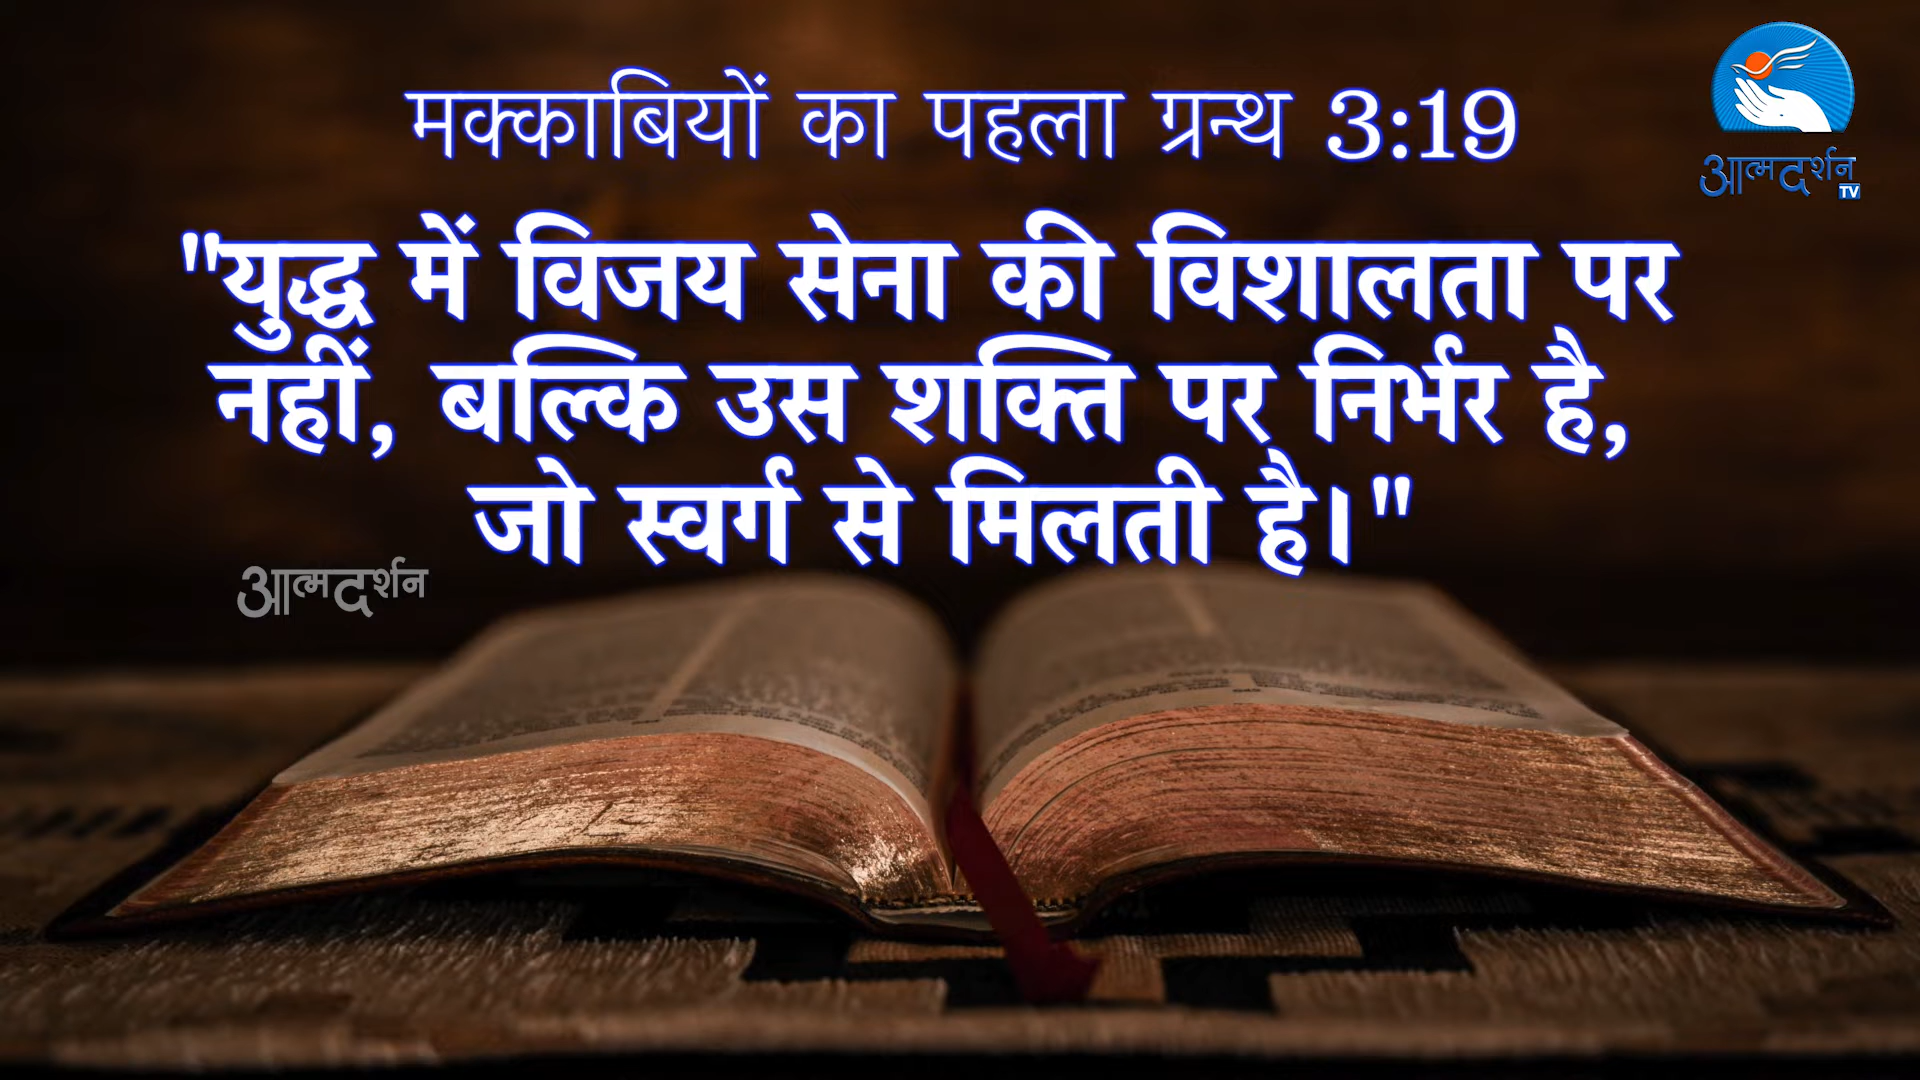 मक्काबियों का पहला ग्रन्थ 3:19
आत्मदर्शन
TV
"युद्ध में विजय सेना की विशालता पर
नहीं, बल्कि उस शक्ति पर निर्भर है,
जो स्वर्ग से मिलती है।"
आत्मदर्शन